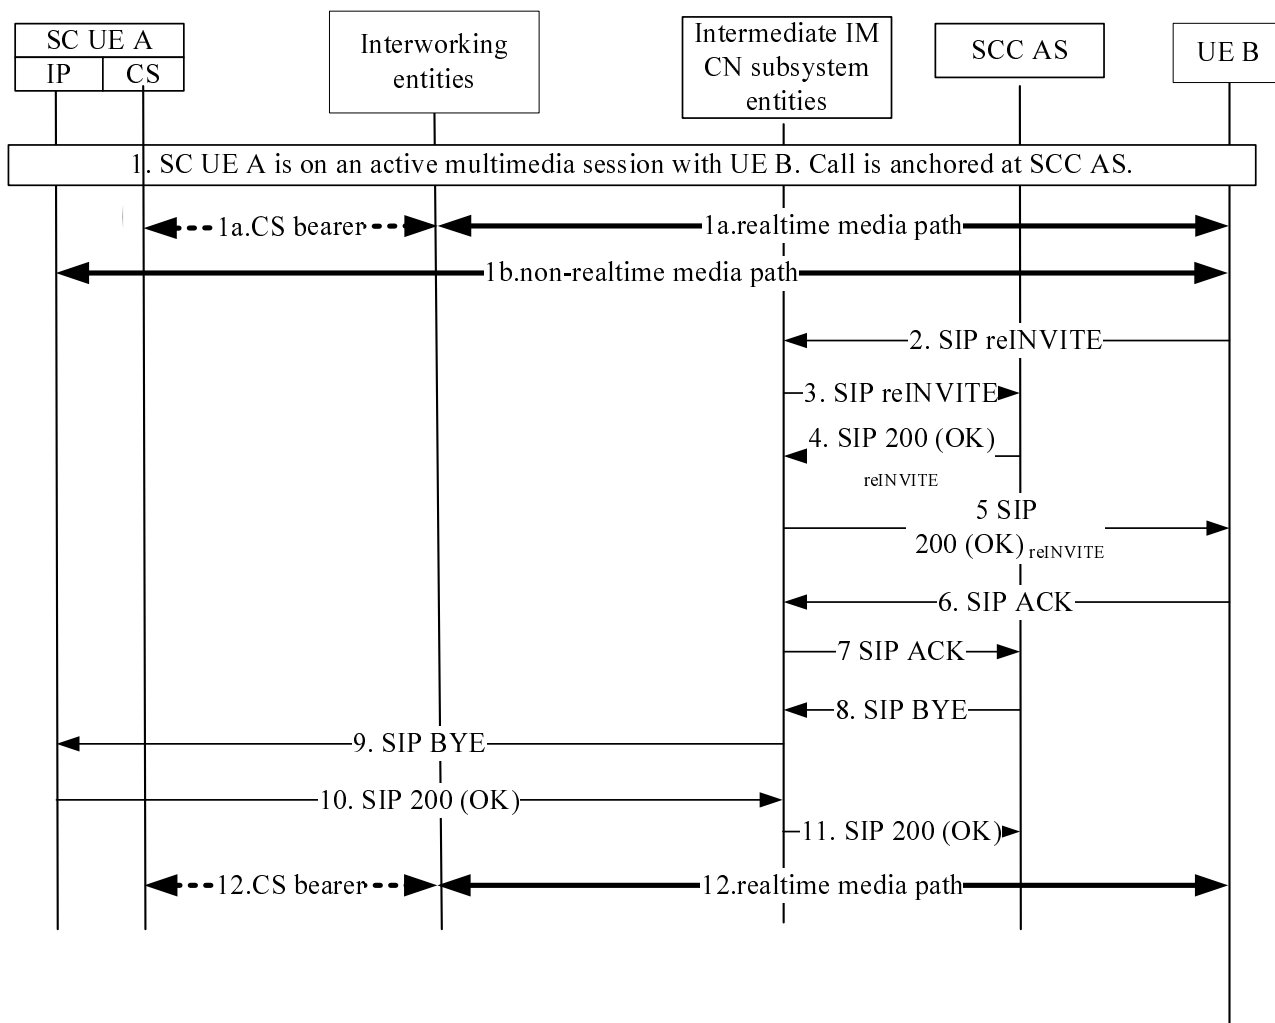 SC UE A
IP
CS
Interworking
entities
Intermediate IM
CN subsystem
entities
SCC AS
UE B
1. SC UE A is on an active multimedia session with UE B. Call is anchored at SCC AS.
1a.CS bearer
1a.realtime media path
1b.non-realtime media path
2. SIP reINVITE
3. SIP reINVITE
4. SIP 200 (OK)
reINVITE
5 SIP
200 (OK) reINVITE
6. SIP ACK
7 SIP ACK
8. SIP BYE
9. SIP BYE
10. SIP 200 (OK)
11. SIP 200 (OK)
12.CS bearer
12.realtime media path